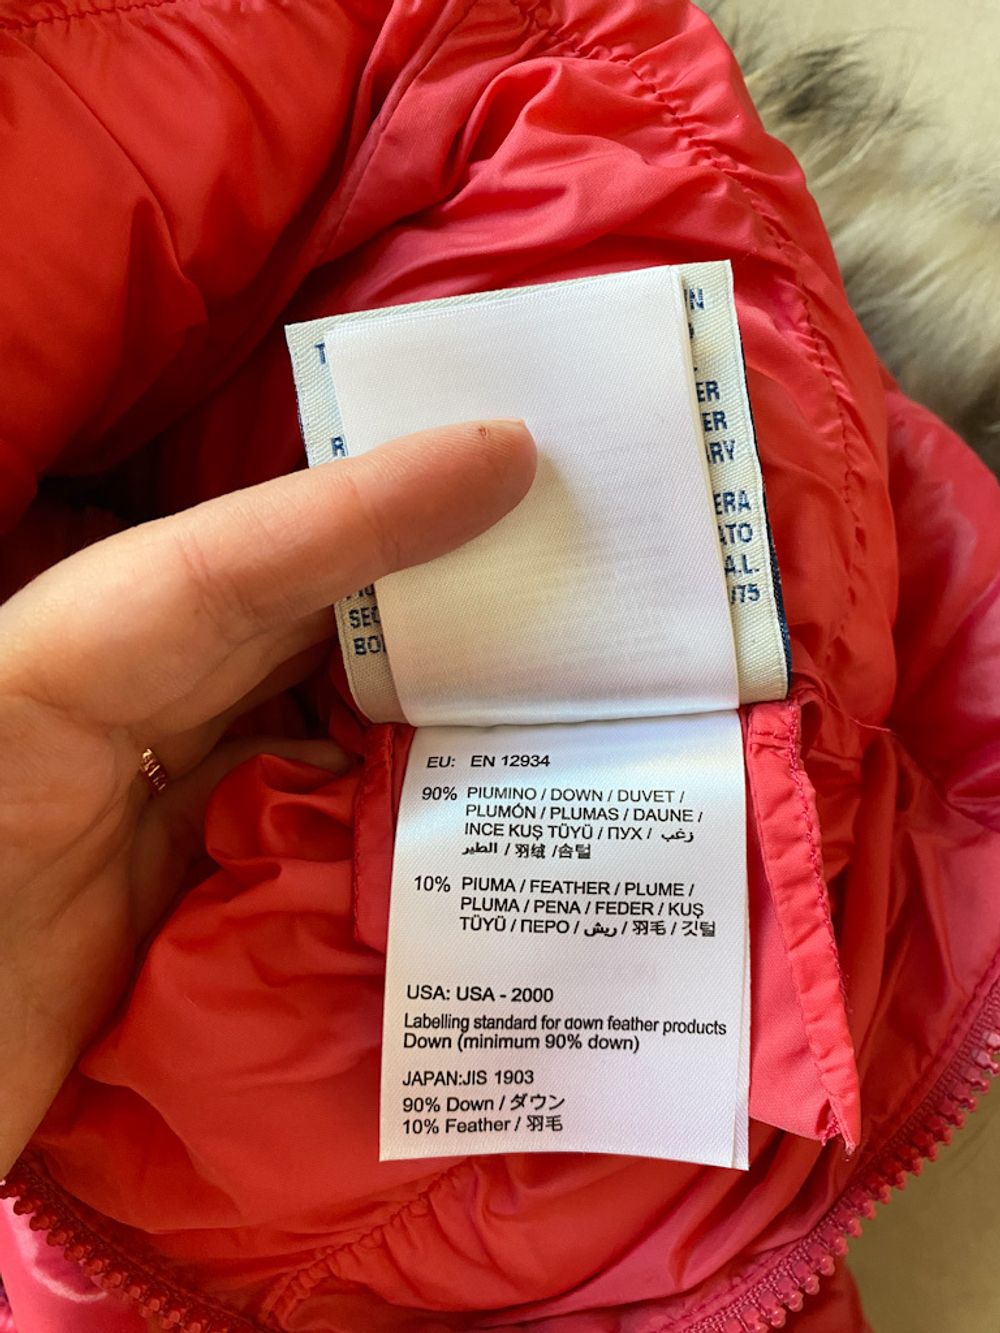 EU: EN 12934
90% PIUMINO / DOWN / DUVET /
PLUMÓN / PLUMAS / DAUNE /
INCE KUŞ TÜYÜ / ПУХ / زغب
الطير / 羽绒 /솜털
10% PIUMA / FEATHER / PLUME /
PLUMA / PENA / FEDER / KUŞ
TÜYÜ / ПЕРО / ريش / 羽毛 / 깃털
USA: USA - 2000
Labelling standard for down feather products
Down (minimum 90% down)
JAPAN:JIS 1903
90% Down / ダウン
10% Feather / 羽毛